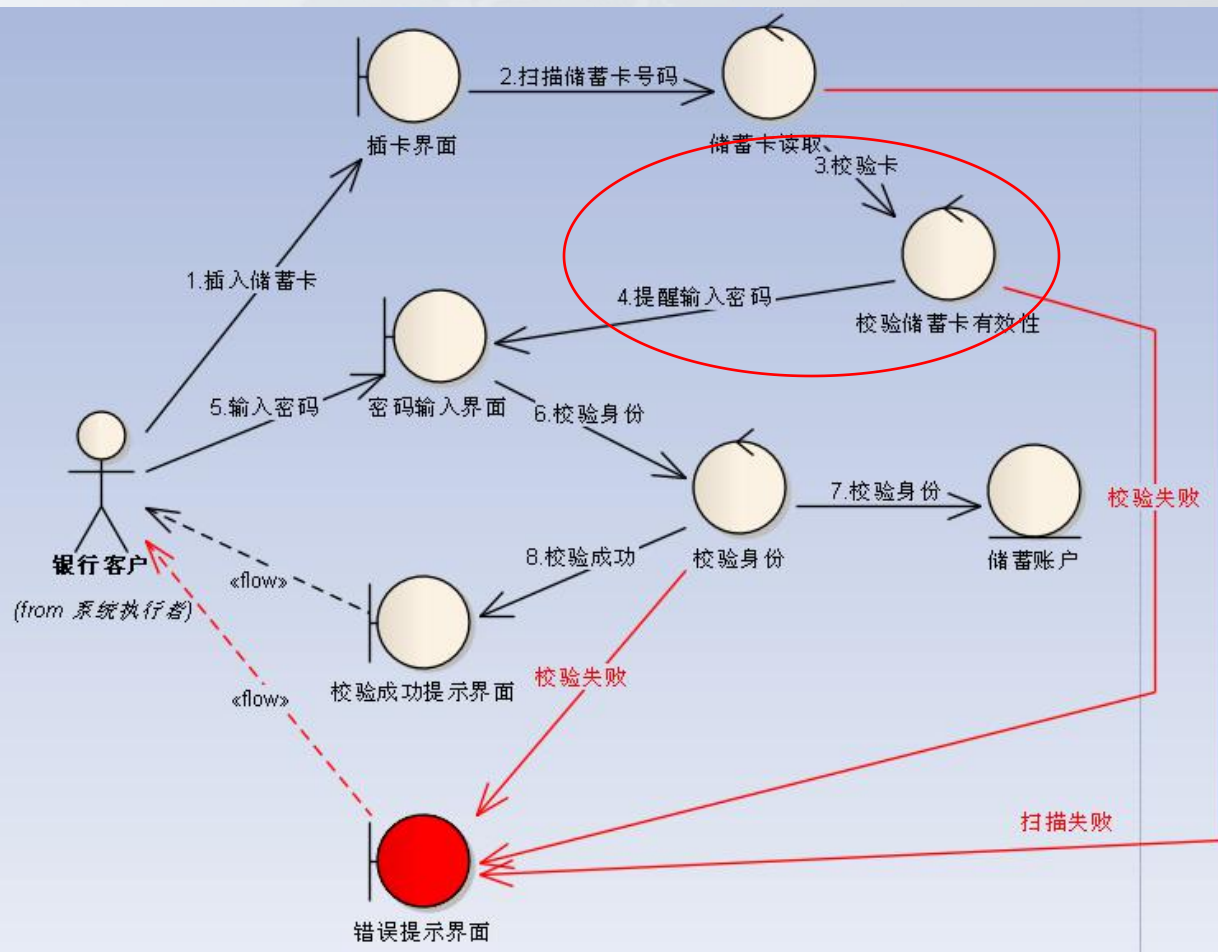 2.扫描储蓄卡号码
插卡界面
储蓄卡读取
3.校验卡
1.插入储蓄卡
4.提醒输入密码
校验储蓄卡有效性
5.输入密码
密码输入界面
6.校验身份
7.校验身份
校验失败
银行客户
(from 系统执行者)
«flow»
8.校验成功
校验身份
储蓄账户
校验成功提示界面
校验失败
«flow»
扫描失败
错误提示界面